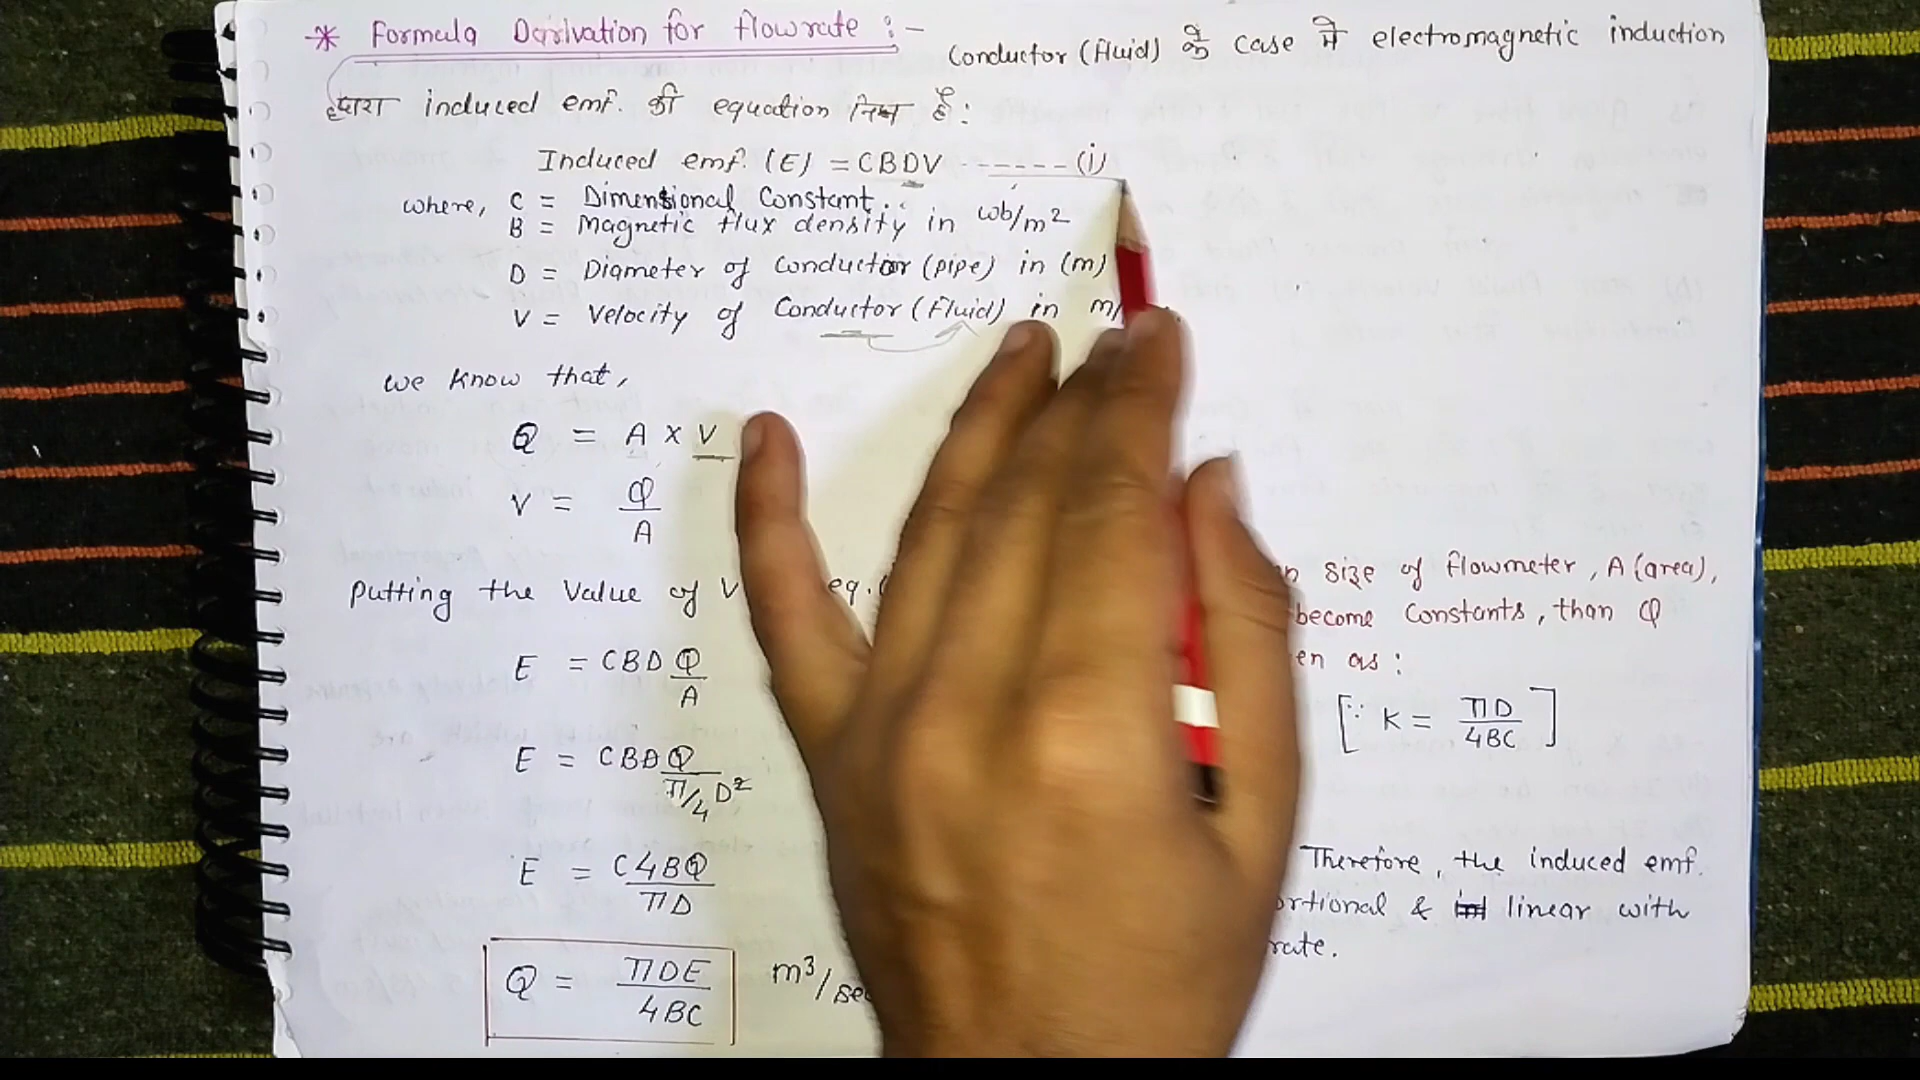 * Formula Derivation for flowrate :- Conductor (Fluid) के case में electromagnetic induction
द्वारा induced emf. की equation निम्न है:
Induced emf. (E) = CBDV ------ (i)
where, C = Dimensional Constant.
B = Magnetic flux density in wb/m²
D = Diameter of Conductor (pipe) in (m)
V = Velocity of Conductor (Fluid) in m/
we know that,
Q = A × V
V = Q/A
putting the Value of V eq.(
E = CBD Q/A
E = CBD Q/π/4 D²
E = C4BQ/πD
Q = πDE/4BC m³/sec
size of flowmeter, A (area),
become Constants, than Q
en as:
[∵ K = πD/4BC]
Therefore, the induced emf.
ortional & linear with
rate.